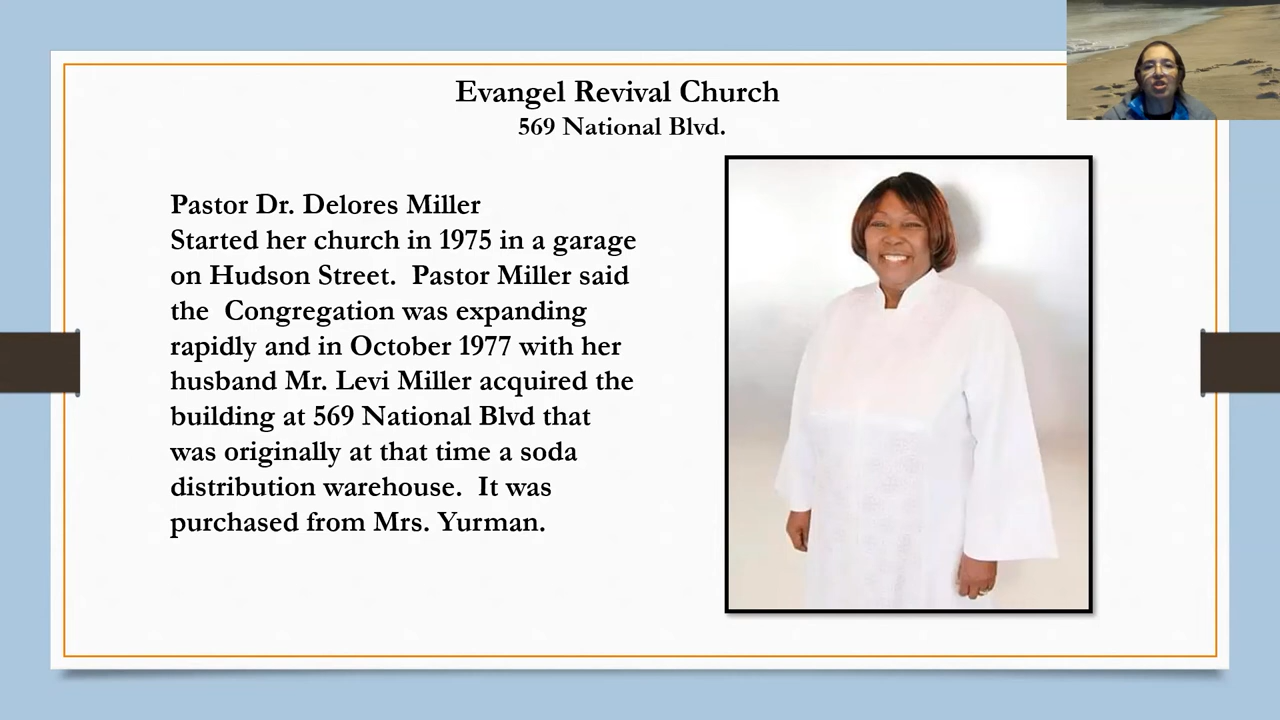 Evangel Revival Church
569 National Blvd.
Pastor Dr. Delores Miller
Started her church in 1975 in a garage
on Hudson Street.  Pastor Miller said
the  Congregation was expanding
rapidly and in October 1977 with her
husband Mr. Levi Miller acquired the
building at 569 National Blvd that
was originally at that time a soda
distribution warehouse.  It was
purchased from Mrs. Yurman.